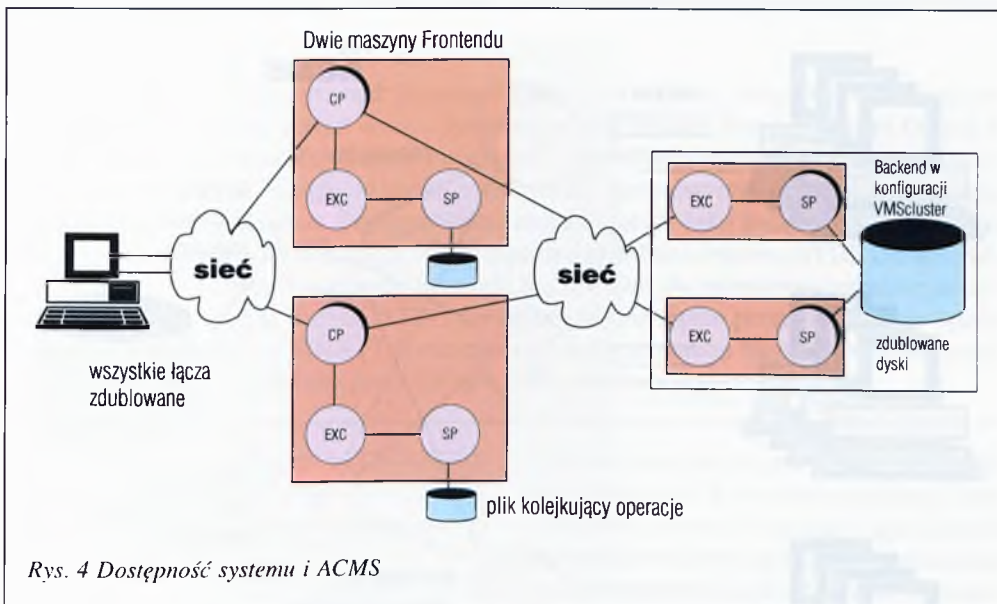 Dwie maszyny Frontendu
CP
EXC
SP
sieć
wszystkie łącza
zdublowane
CP
EXC
SP
plik kolejkujący operacje
sieć
EXC
SP
EXC
SP
Backend w
konfiguracji
VMScluster
zdublowane
dyski
Rys. 4 Dostępność systemu i ACMS